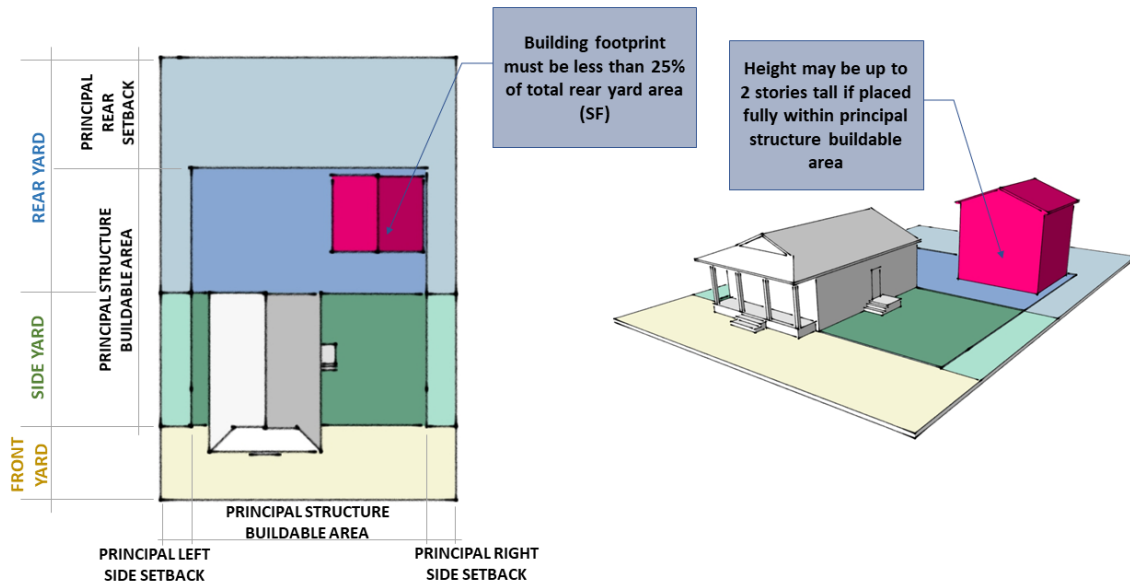 Building footprint
must be less than 25%
of total rear yard area
(SF)
Height may be up to
2 stories tall if placed
fully within principal
structure buildable
area
REAR YARD
PRINCIPAL
REAR
SETBACK
PRINCIPAL STRUCTURE
BUILDABLE AREA
SIDE YARD
FRONT
YARD
PRINCIPAL STRUCTURE
BUILDABLE AREA
PRINCIPAL LEFT
SIDE SETBACK
PRINCIPAL RIGHT
SIDE SETBACK